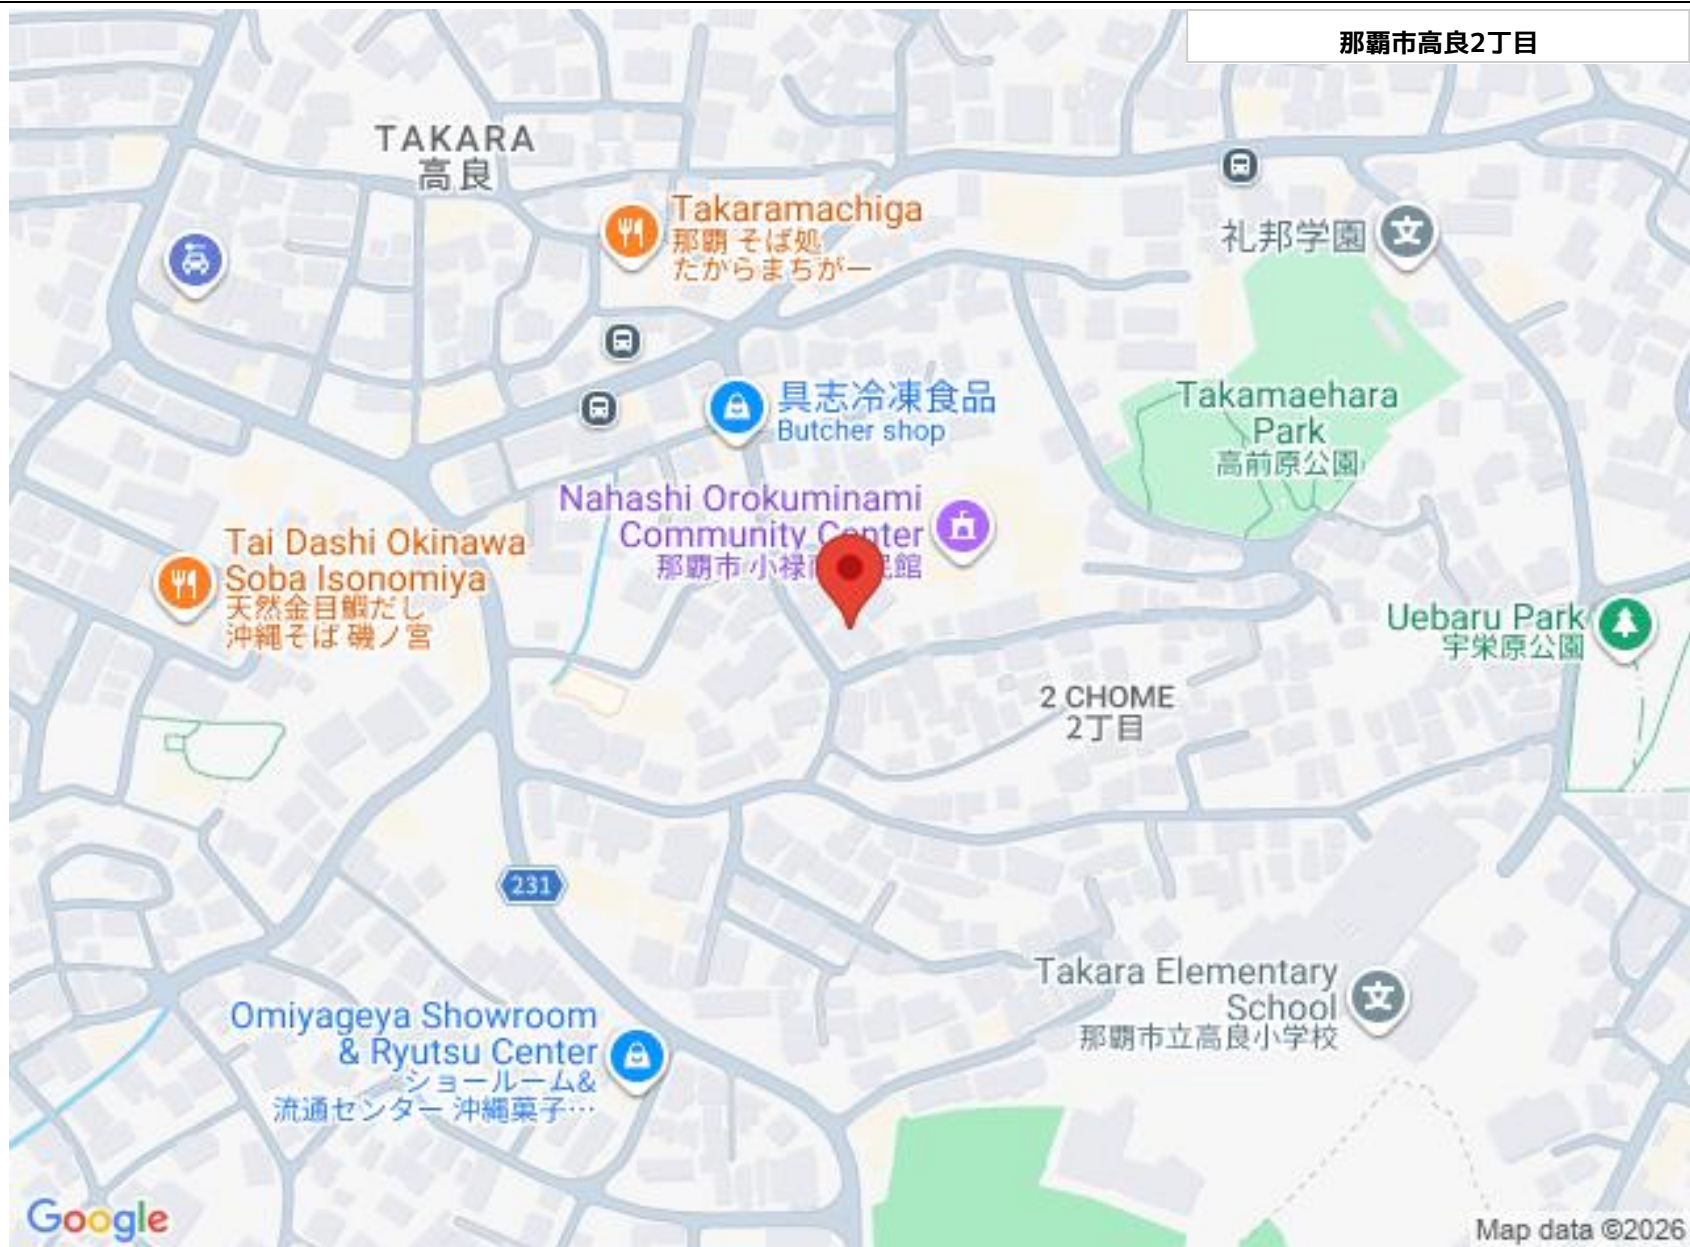 那覇市高良2丁目
TAKARA
高良
Takaramachiga
那覇 そば処
たからまちがー
礼邦学園
具志冷凍食品
Butcher shop
Takamaehara
Park
高前原公園
Nahashi Orokuminami
Community Center
那覇市 小禄南 民館
Tai Dashi Okinawa
Soba Isonomiya
天然金目鯛だし
沖縄そば 磯ノ宮
Uebaru Park
宇栄原公園
2 CHOME
2丁目
231
Takara Elementary
School
那覇市立高良小学校
Omiyageya Showroom
& Ryutsu Center
ショールーム&
流通センター 沖縄菓子…
Google
Map data ©2026